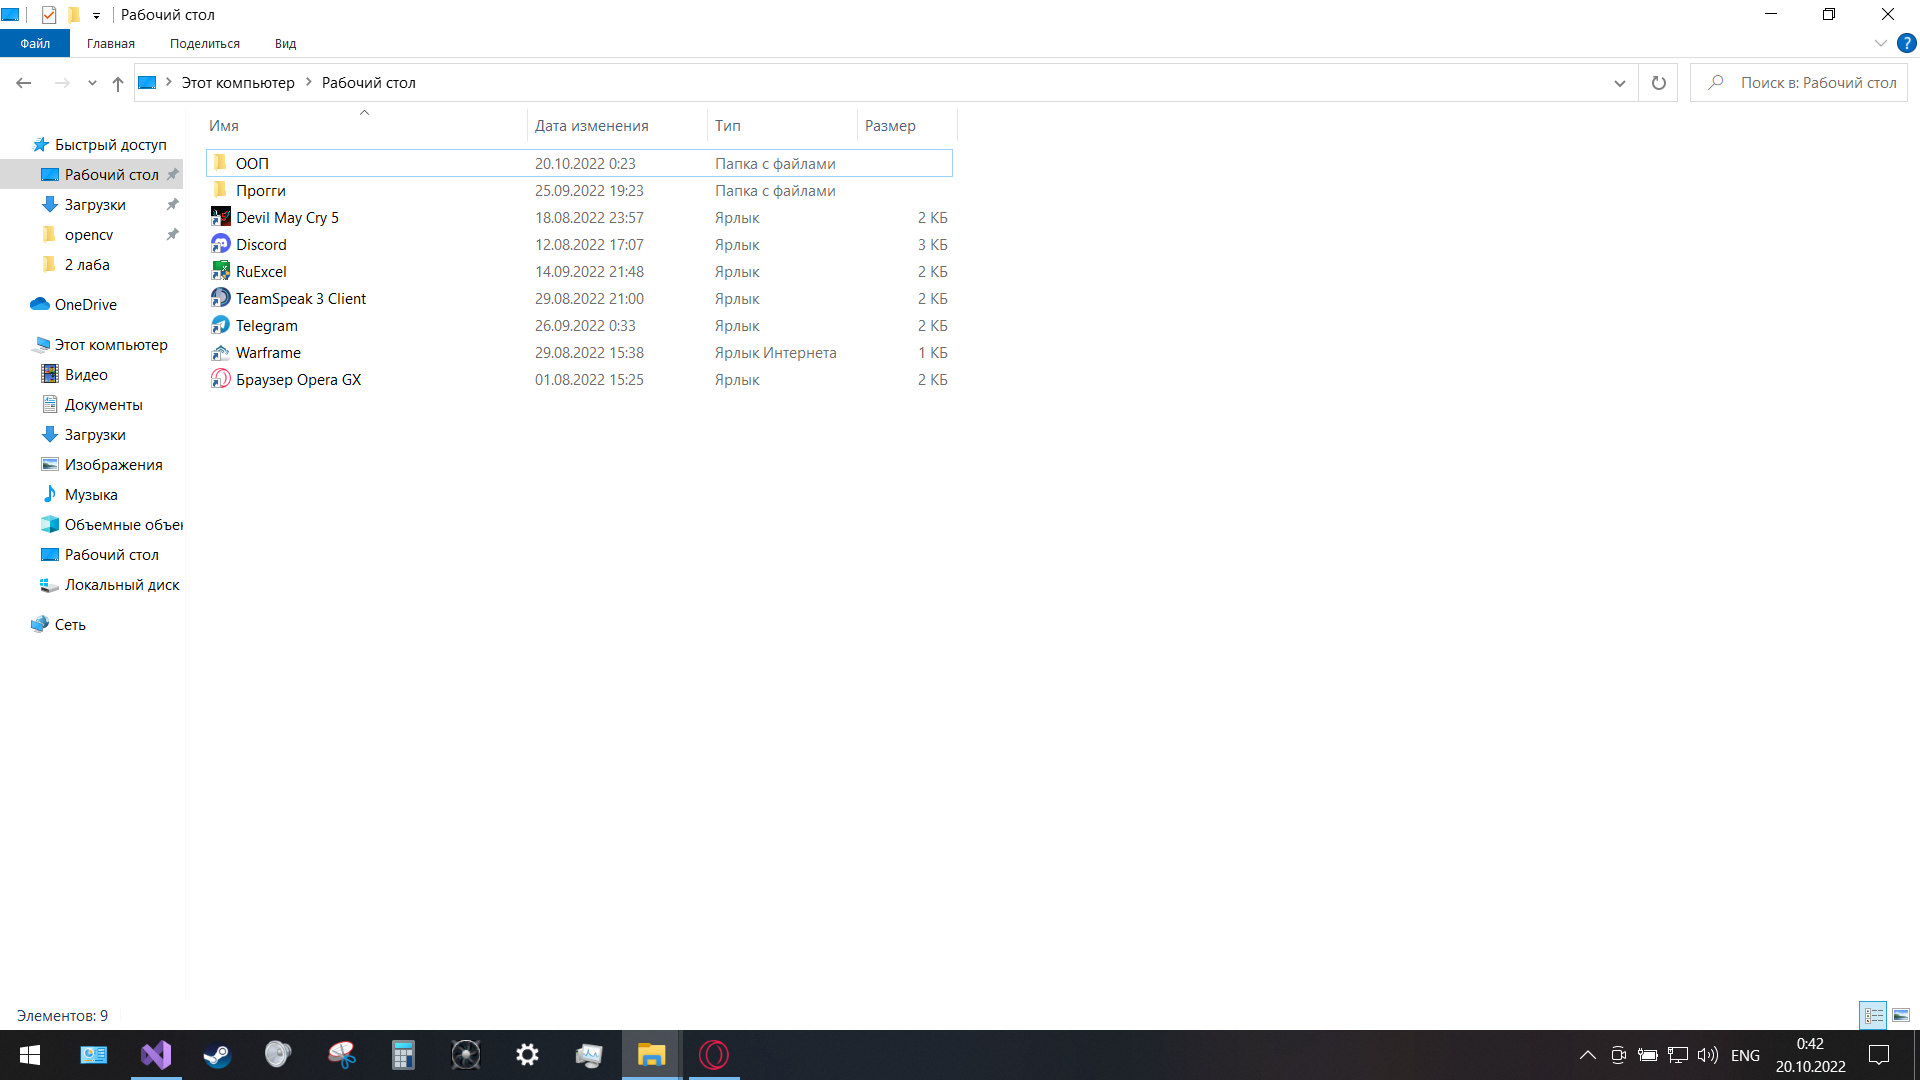 Рабочий стол
Файл Главная Поделиться Вид
Этот компьютер Рабочий стол Поиск в: Рабочий стол
Имя Дата изменения Тип Размер
Быстрый доступ
Рабочий стол
Загрузки
opencv
2 лаба
OneDrive
Этот компьютер
Видео
Документы
Загрузки
Изображения
Музыка
Объемные объек
Рабочий стол
Локальный диск
Сеть
ООП 20.10.2022 0:23 Папка с файлами
Прогги 25.09.2022 19:23 Папка с файлами
Devil May Cry 5 18.08.2022 23:57 Ярлык 2 КБ
Discord 12.08.2022 17:07 Ярлык 3 КБ
RuExcel 14.09.2022 21:48 Ярлык 2 КБ
TeamSpeak 3 Client 29.08.2022 21:00 Ярлык 2 КБ
Telegram 26.09.2022 0:33 Ярлык 2 КБ
Warframe 29.08.2022 15:38 Ярлык Интернета 1 КБ
Браузер Opera GX 01.08.2022 15:25 Ярлык 2 КБ
Элементов: 9
ENG
0:42
20.10.2022